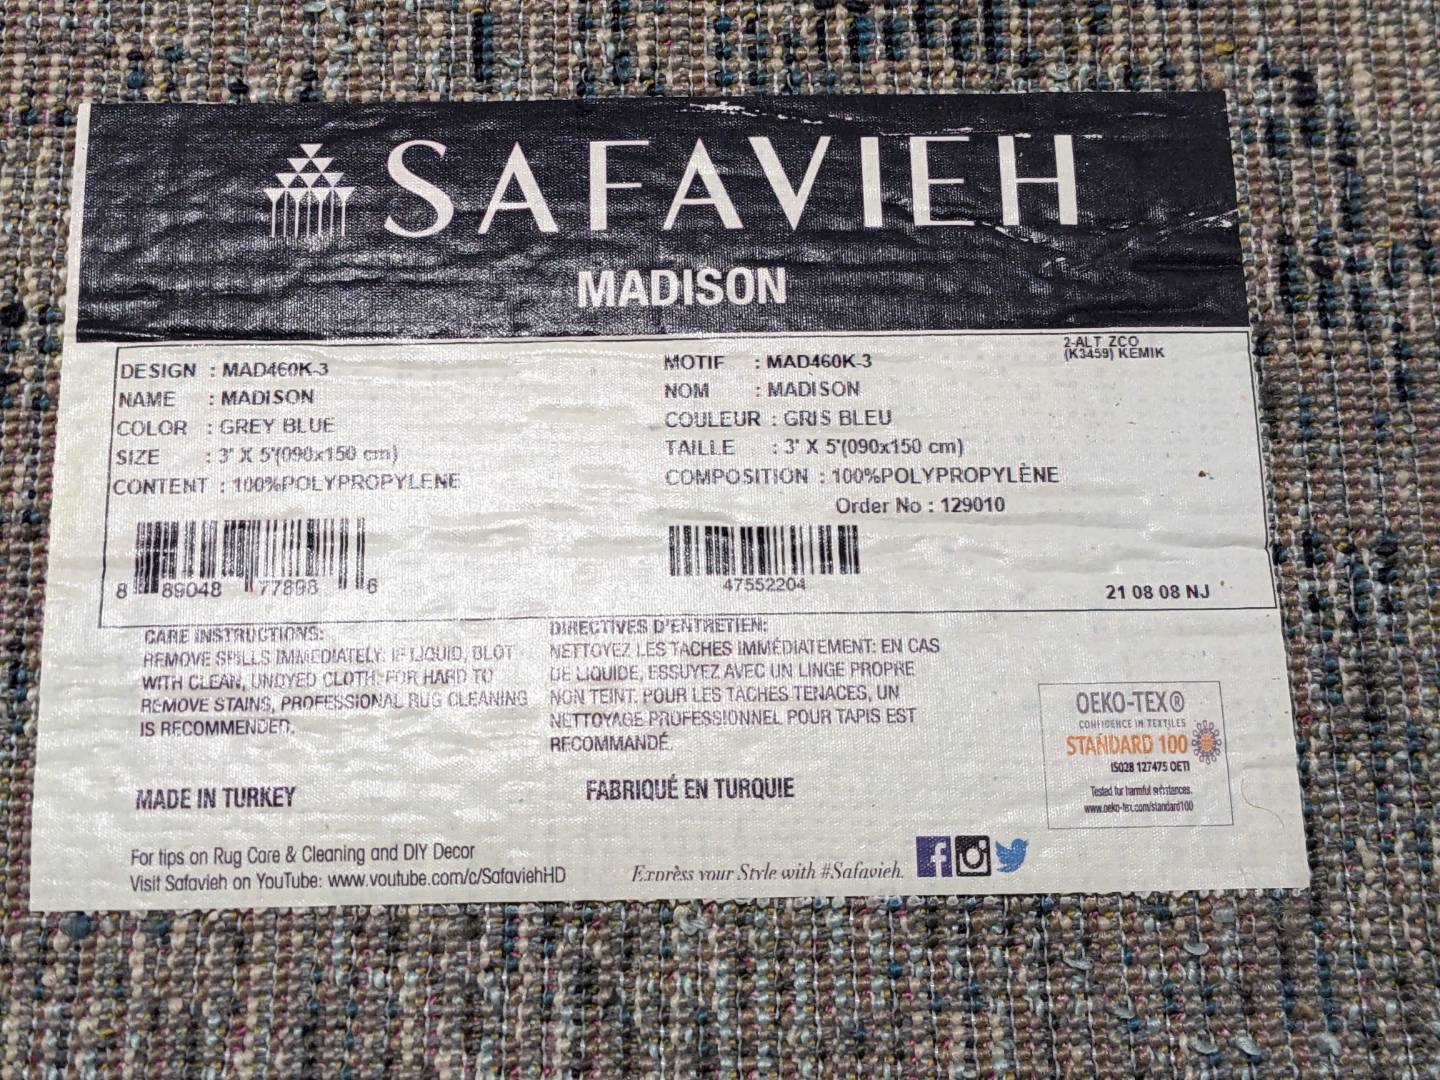 SAFAVIEH
MADISON
2-ALT ZCO
(K3459) KEMIK
DESIGN : MAD460K-3
NAME : MADISON
COLOR : GREY BLUE
SIZE : 3' X 5'(090x150 cm)
CONTENT : 100%POLYPROPYLENE
MOTIF : MAD460K-3
NOM : MADISON
COULEUR : GRIS BLEU
TAILLE : 3' X 5'(090x150 cm)
COMPOSITION : 100%POLYPROPYLÈNE
Order No : 129010
8 89048 77898 6
47552204
21 08 08 NJ
CARE INSTRUCTIONS:
REMOVE SPILLS IMMEDIATELY: IF LIQUID, BLOT
WITH CLEAN, UNDYED CLOTH. FOR HARD TO
REMOVE STAINS, PROFESSIONAL RUG CLEANING
IS RECOMMENDED.
DIRECTIVES D'ENTRETIEN:
NETTOYEZ LES TACHES IMMÉDIATEMENT: EN CAS
DE LIQUIDE, ESSUYEZ AVEC UN LINGE PROPRE
NON TEINT. POUR LES TACHES TENACES, UN
NETTOYAGE PROFESSIONNEL POUR TAPIS EST
RECOMMANDÉ.
MADE IN TURKEY
FABRIQUÉ EN TURQUIE
OEKO-TEX®
CONFIDENCE IN TEXTILES
STANDARD 100
IS028 127475 OETI
Tested for harmful substances.
www.oeko-tex.com/standard100
For tips on Rug Care & Cleaning and DIY Decor
Visit Safavieh on YouTube: www.youtube.com/c/SafaviehHD
Express your Style with #Safavieh.